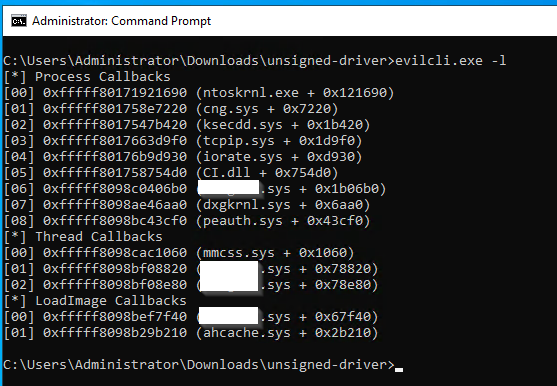 Administrator: Command Prompt
C:\Users\Administrator\Downloads\unsigned-driver>evilcli.exe -l
[*] Process Callbacks
[00] 0xfffff80171921690 (ntoskrnl.exe + 0x121690)
[01] 0xfffff801758e7220 (cng.sys + 0x7220)
[02] 0xfffff8017547b420 (ksecdd.sys + 0x1b420)
[03] 0xfffff8017663d9f0 (tcpip.sys + 0x1d9f0)
[04] 0xfffff80176b9d930 (iorate.sys + 0xd930)
[05] 0xfffff801758754d0 (CI.dll + 0x754d0)
[06] 0xfffff8098c0406b0 (.sys + 0x1b06b0)
[07] 0xfffff8098ae46aa0 (dxgkrnl.sys + 0x6aa0)
[08] 0xfffff8098bc43cf0 (peauth.sys + 0x43cf0)
[*] Thread Callbacks
[00] 0xfffff8098cac1060 (mmcss.sys + 0x1060)
[01] 0xfffff8098bf08820 (.sys + 0x78820)
[02] 0xfffff8098bf08e80 (.sys + 0x78e80)
[*] LoadImage Callbacks
[00] 0xfffff8098bef7f40 (.sys + 0x67f40)
[01] 0xfffff8098b29b210 (ahcache.sys + 0x2b210)
C:\Users\Administrator\Downloads\unsigned-driver>